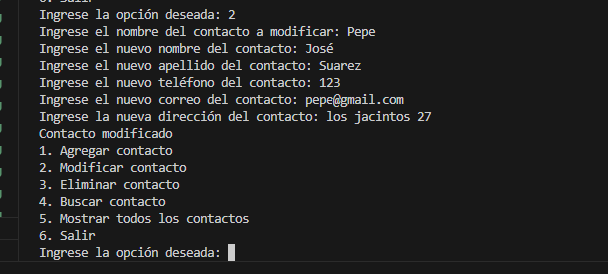 6. Salir
Ingrese la opción deseada: 2
Ingrese el nombre del contacto a modificar: Pepe
Ingrese el nuevo nombre del contacto: José
Ingrese el nuevo apellido del contacto: Suarez
Ingrese el nuevo teléfono del contacto: 123
Ingrese el nuevo correo del contacto: pepe@gmail.com
Ingrese la nueva dirección del contacto: los jacintos 27
Contacto modificado
1. Agregar contacto
2. Modificar contacto
3. Eliminar contacto
4. Buscar contacto
5. Mostrar todos los contactos
6. Salir
Ingrese la opción deseada: